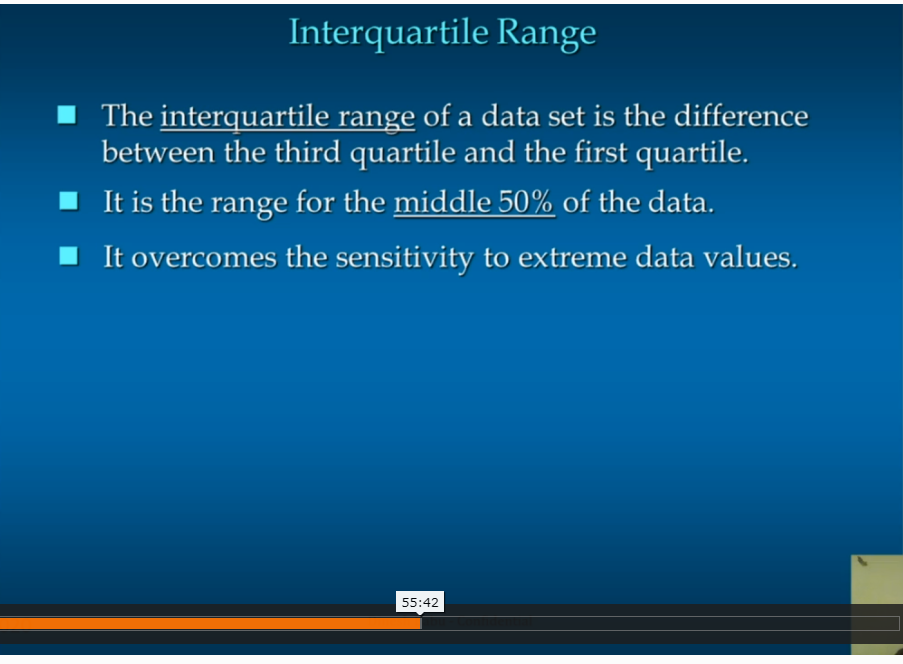 Interquartile Range
The interquartile range of a data set is the difference
between the third quartile and the first quartile.
It is the range for the middle 50% of the data.
It overcomes the sensitivity to extreme data values.
55:42